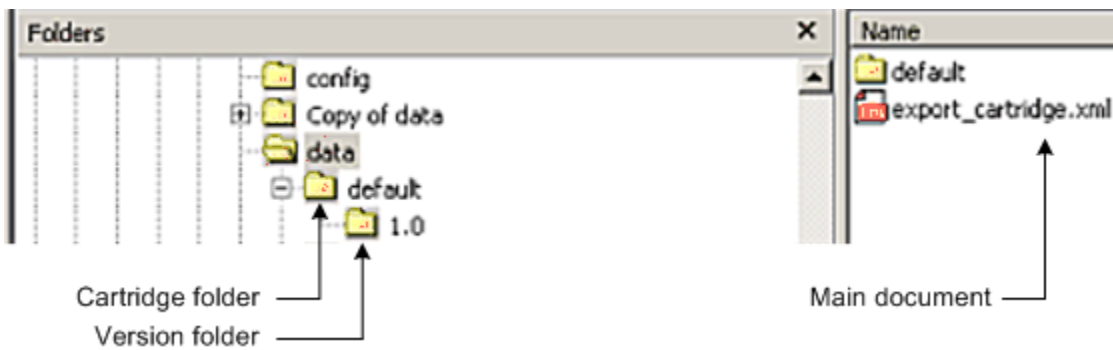 Folders
config
Copy of data
data
default
1.0
Name
default
export_cartridge.xml
Cartridge folder
Version folder
Main document